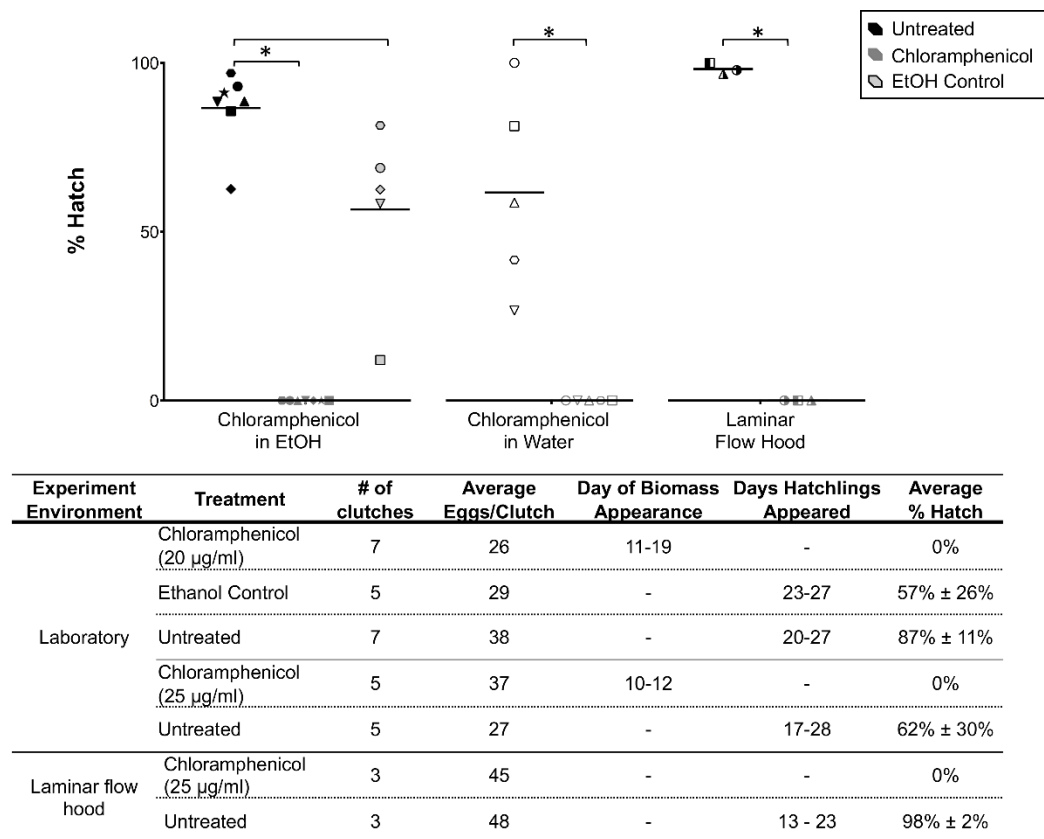 Untreated
Chloramphenicol
EtOH Control
*
*
*
100
50
0
% Hatch
Chloramphenicol
in EtOH
Chloramphenicol
in Water
Laminar
Flow Hood
Experiment
Environment
Treatment
# of
clutches
Average
Eggs/Clutch
Day of Biomass
Appearance
Days Hatchlings
Appeared
Average
% Hatch
Laboratory
Chloramphenicol
(20 µg/ml)
7
26
11-19
-
0%
Ethanol Control
5
29
-
23-27
57% ± 26%
Untreated
7
38
-
20-27
87% ± 11%
Chloramphenicol
(25 µg/ml)
5
37
10-12
-
0%
Untreated
5
27
-
17-28
62% ± 30%
Laminar flow
hood
Chloramphenicol
(25 µg/ml)
3
45
-
-
0%
Untreated
3
48
-
13 - 23
98% ± 2%